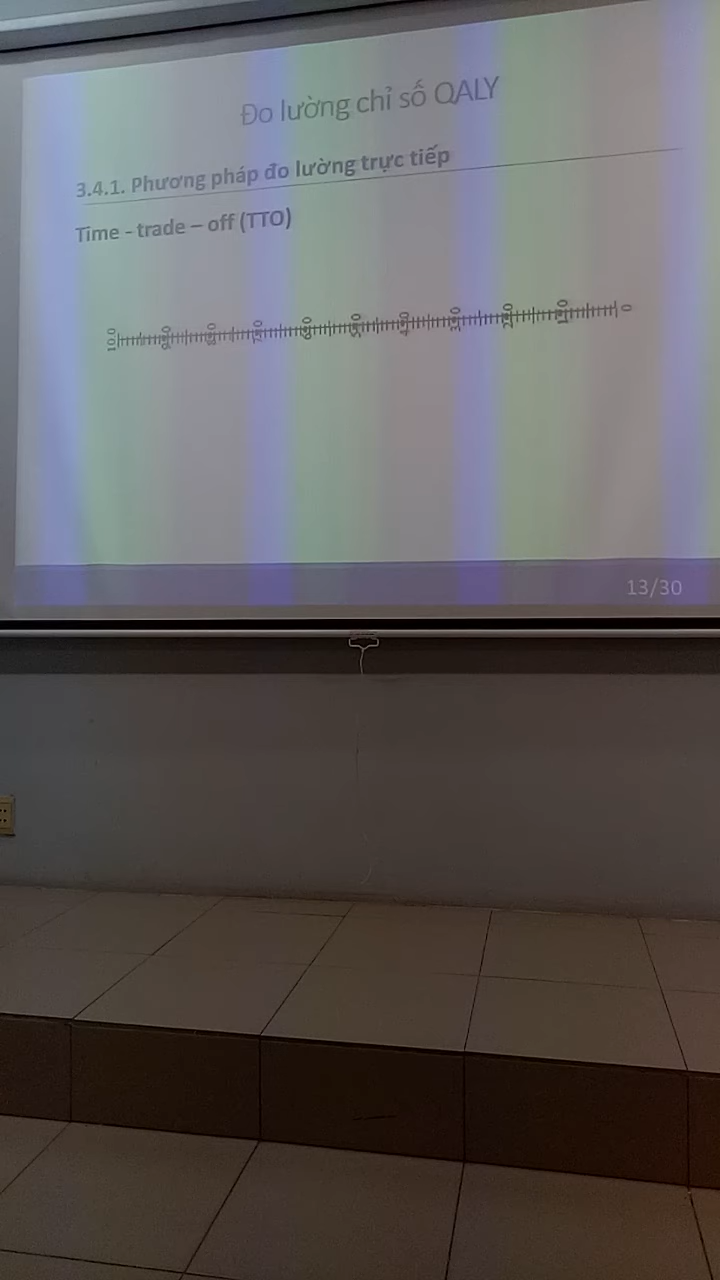 Đo lường chỉ số QALY
3.4.1. Phương pháp đo lường trực tiếp
Time - trade – off (TTO)
0
13/30